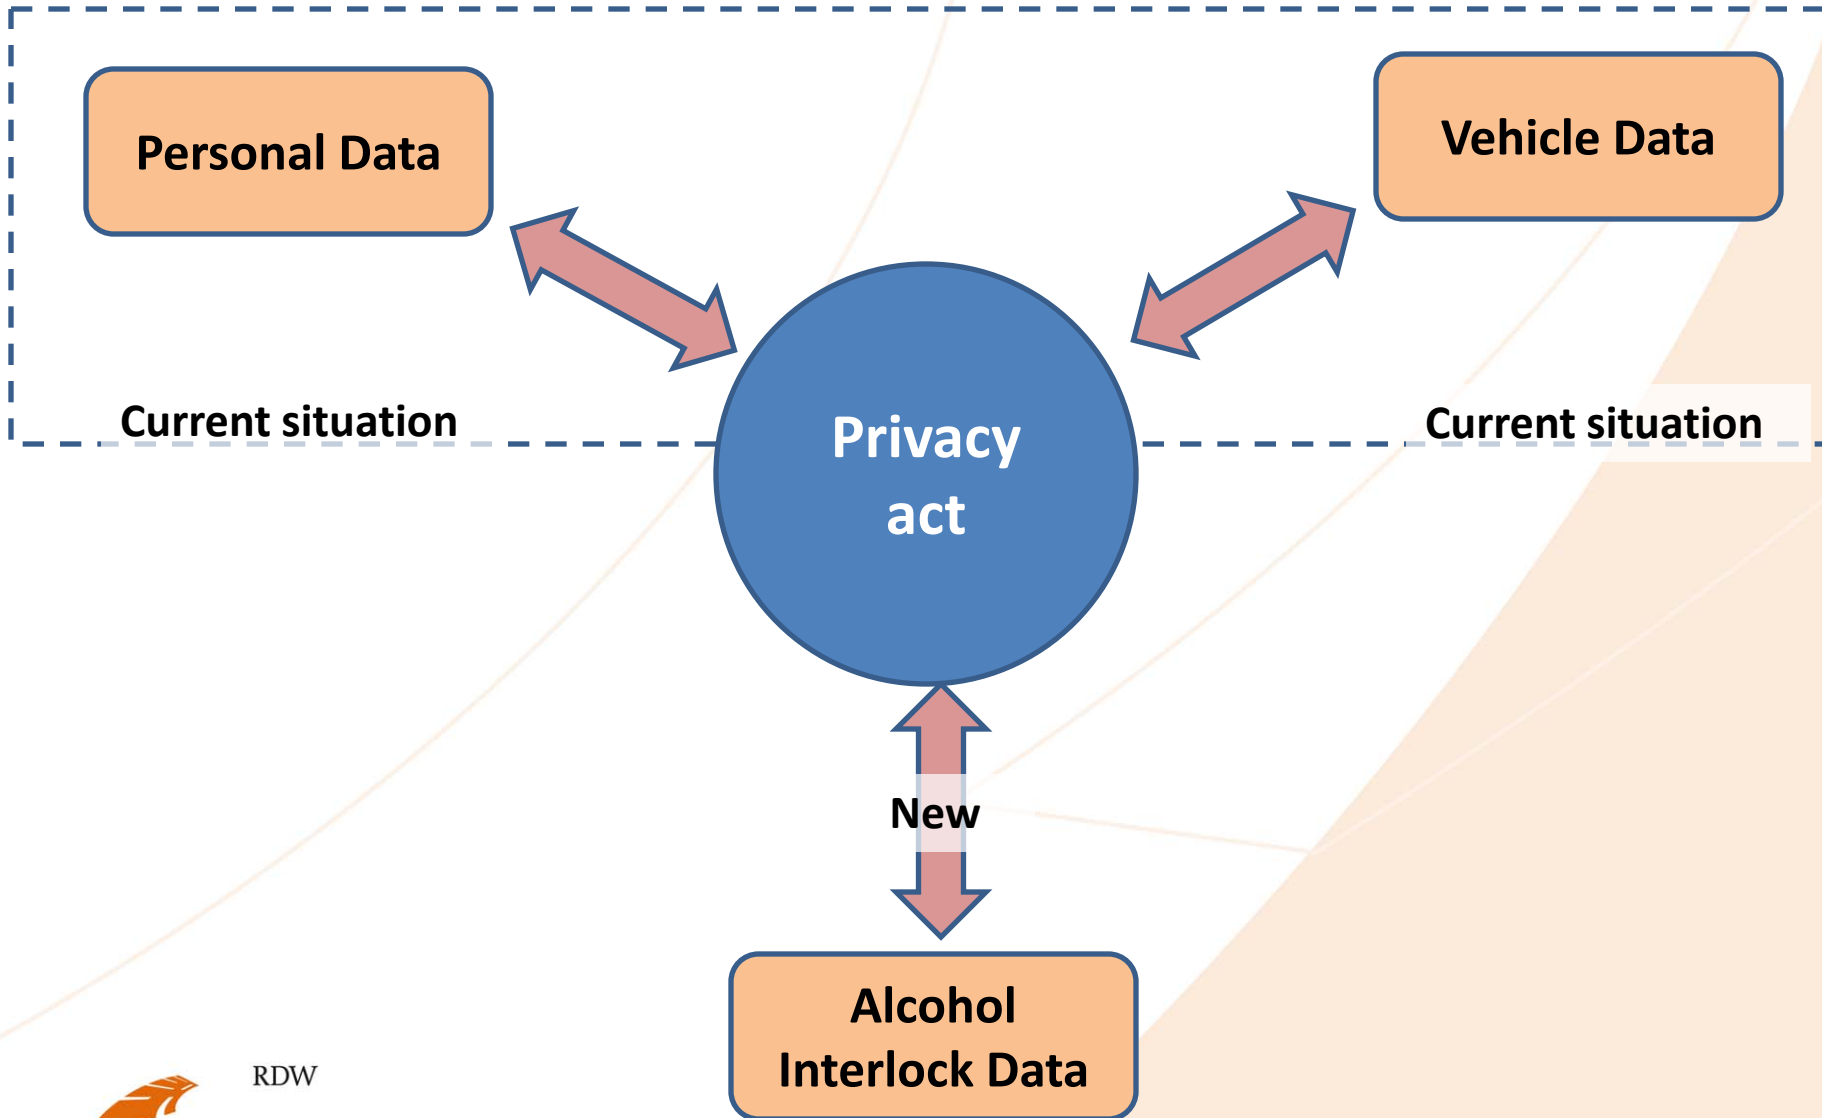 Personal Data
Vehicle Data
Current situation
Current situation
Privacy
act
New
Alcohol
Interlock Data
RDW